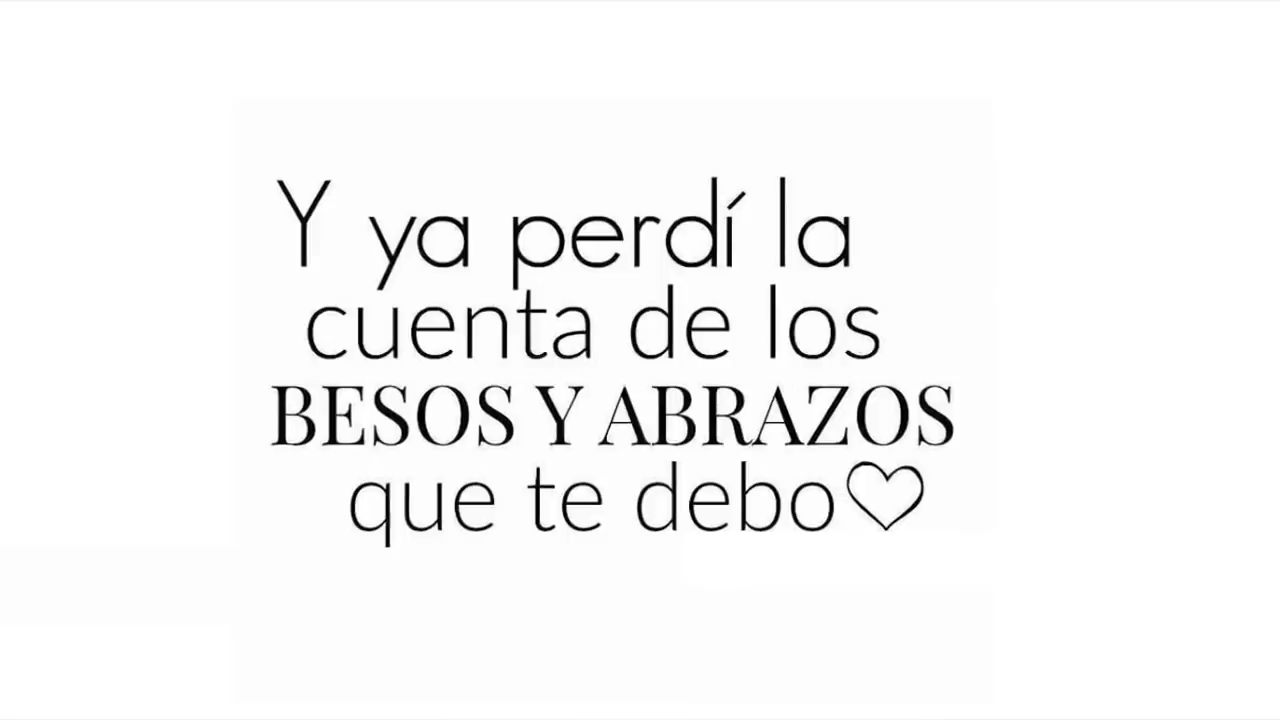 Y ya perdí la
cuenta de los
BESOS Y ABRAZOS
que te debo♡